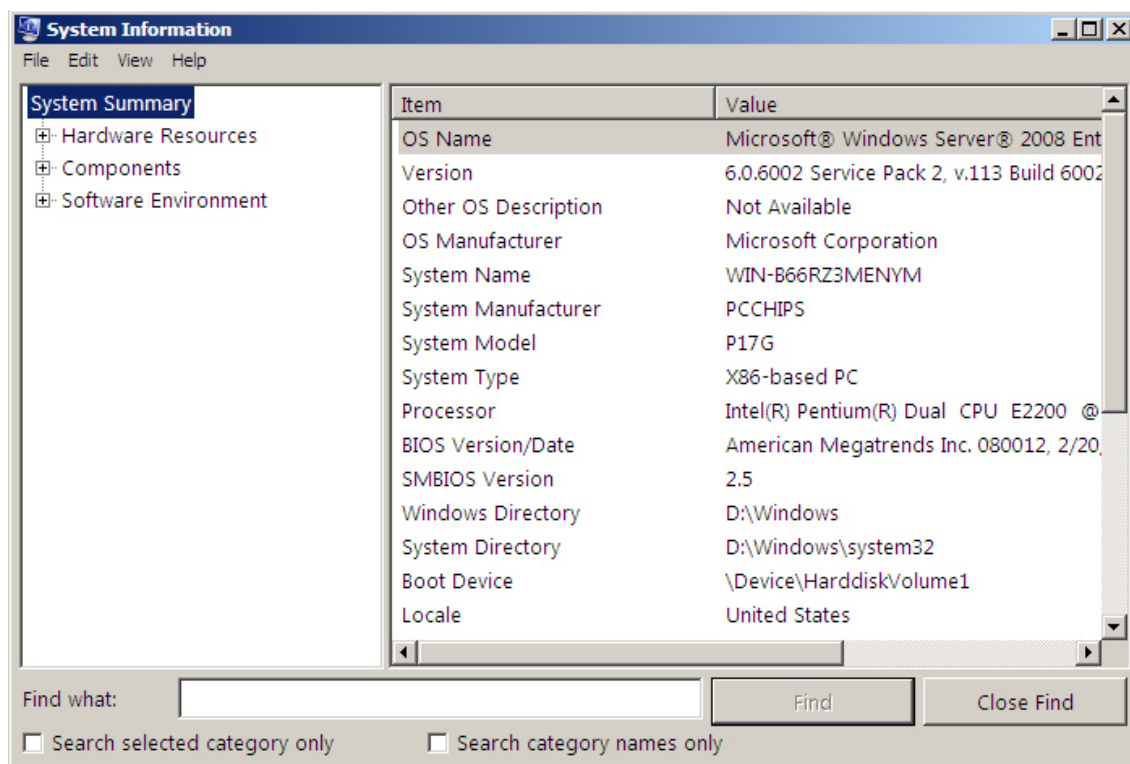 System Information
File Edit View Help
System Summary
Hardware Resources
Components
Software Environment
Item Value
OS Name Microsoft® Windows Server® 2008 Ent
Version 6.0.6002 Service Pack 2, v.113 Build 6002
Other OS Description Not Available
OS Manufacturer Microsoft Corporation
System Name WIN-B66RZ3MENYM
System Manufacturer PCCHIPS
System Model P17G
System Type X86-based PC
Processor Intel(R) Pentium(R) Dual CPU E2200 @
BIOS Version/Date American Megatrends Inc. 080012, 2/20,
SMBIOS Version 2.5
Windows Directory D:\Windows
System Directory D:\Windows\system32
Boot Device \Device\HarddiskVolume1
Locale United States
Find what: Find Close Find
Search selected category only Search category names only